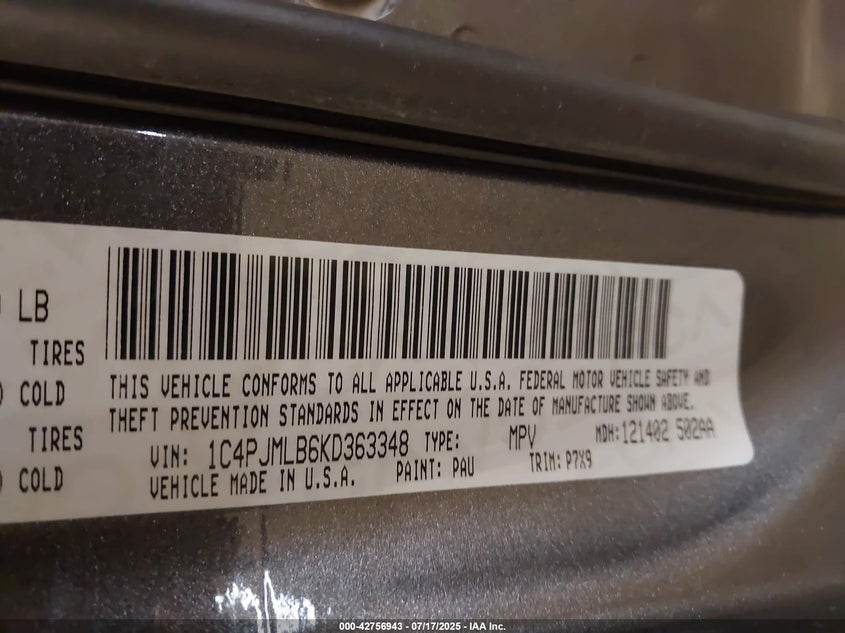 LB
TIRES
COLD
TIRES
COLD
THIS VEHICLE CONFORMS TO ALL APPLICABLE U.S.A. FEDERAL MOTOR VEHICLE SAFETY AND
THEFT PREVENTION STANDARDS IN EFFECT ON THE DATE OF MANUFACTURE SHOWN ABOVE.
VIN: 1C4PJMLB6KD363348 TYPE: MPV MDH:121402 502AA
VEHICLE MADE IN U.S.A. PAINT: PAU TRIM: P7X9
000-42756943 - 07/17/2025 - IAA Inc.